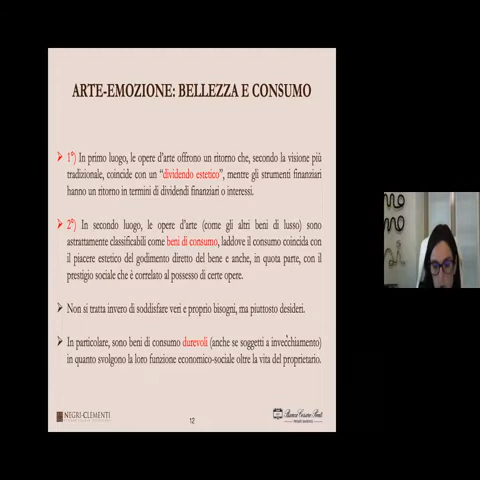 ARTE-EMOZIONE: BELLEZZA E CONSUMO
1°) In primo luogo, le opere d'arte offrono un ritorno che, secondo la visione più
tradizionale, coincide con un "dividendo estetico", mentre gli strumenti finanziari
hanno un ritorno in termini di dividendi finanziari o interessi.
2°) In secondo luogo, le opere d'arte (come gli altri beni di lusso) sono
astrattamente classificabili come beni di consumo, laddove il consumo coincida con
il piacere estetico del godimento diretto del bene e anche, in quota parte, con il
prestigio sociale che è correlato al possesso di certe opere.
Non si tratta invero di soddisfare veri e proprio bisogni, ma piuttosto desideri.
In particolare, sono beni di consumo durevoli (anche se soggetti a invecchiamento)
in quanto svolgono la loro funzione economico-sociale oltre la vita del proprietario.
NEGRI-CLEMENTI
12
Banca Cesare Ponti